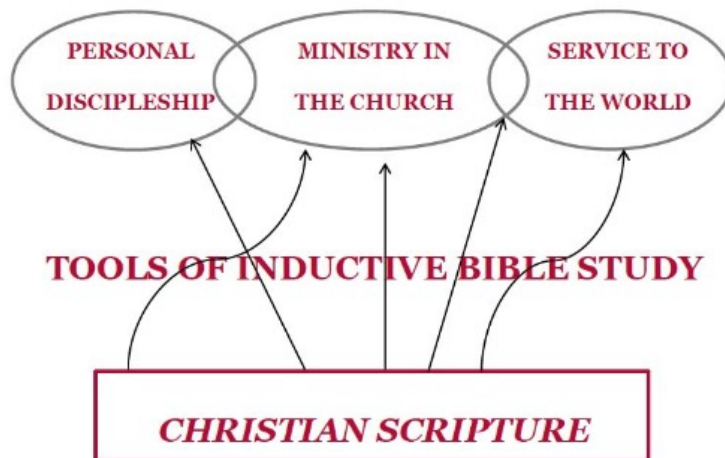 PERSONAL
DISCIPLESHIP
MINISTRY IN
THE CHURCH
SERVICE TO
THE WORLD
TOOLS OF INDUCTIVE BIBLE STUDY
CHRISTIAN SCRIPTURE